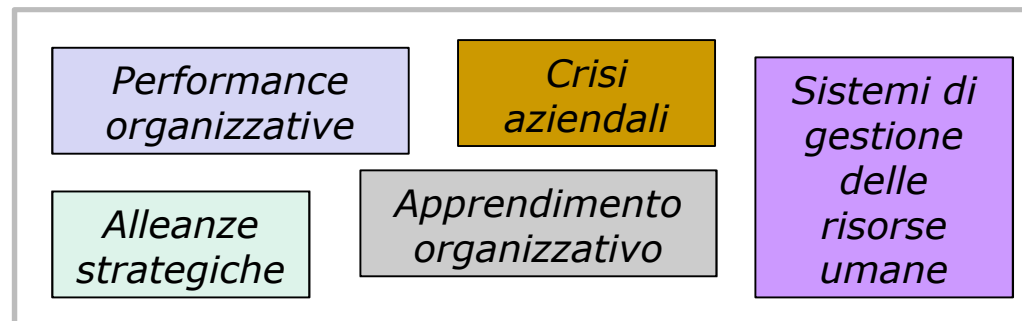 Performance
organizzative
Crisi
aziendali
Sistemi di
gestione
delle
risorse
umane
Alleanze
strategiche
Apprendimento
organizzativo